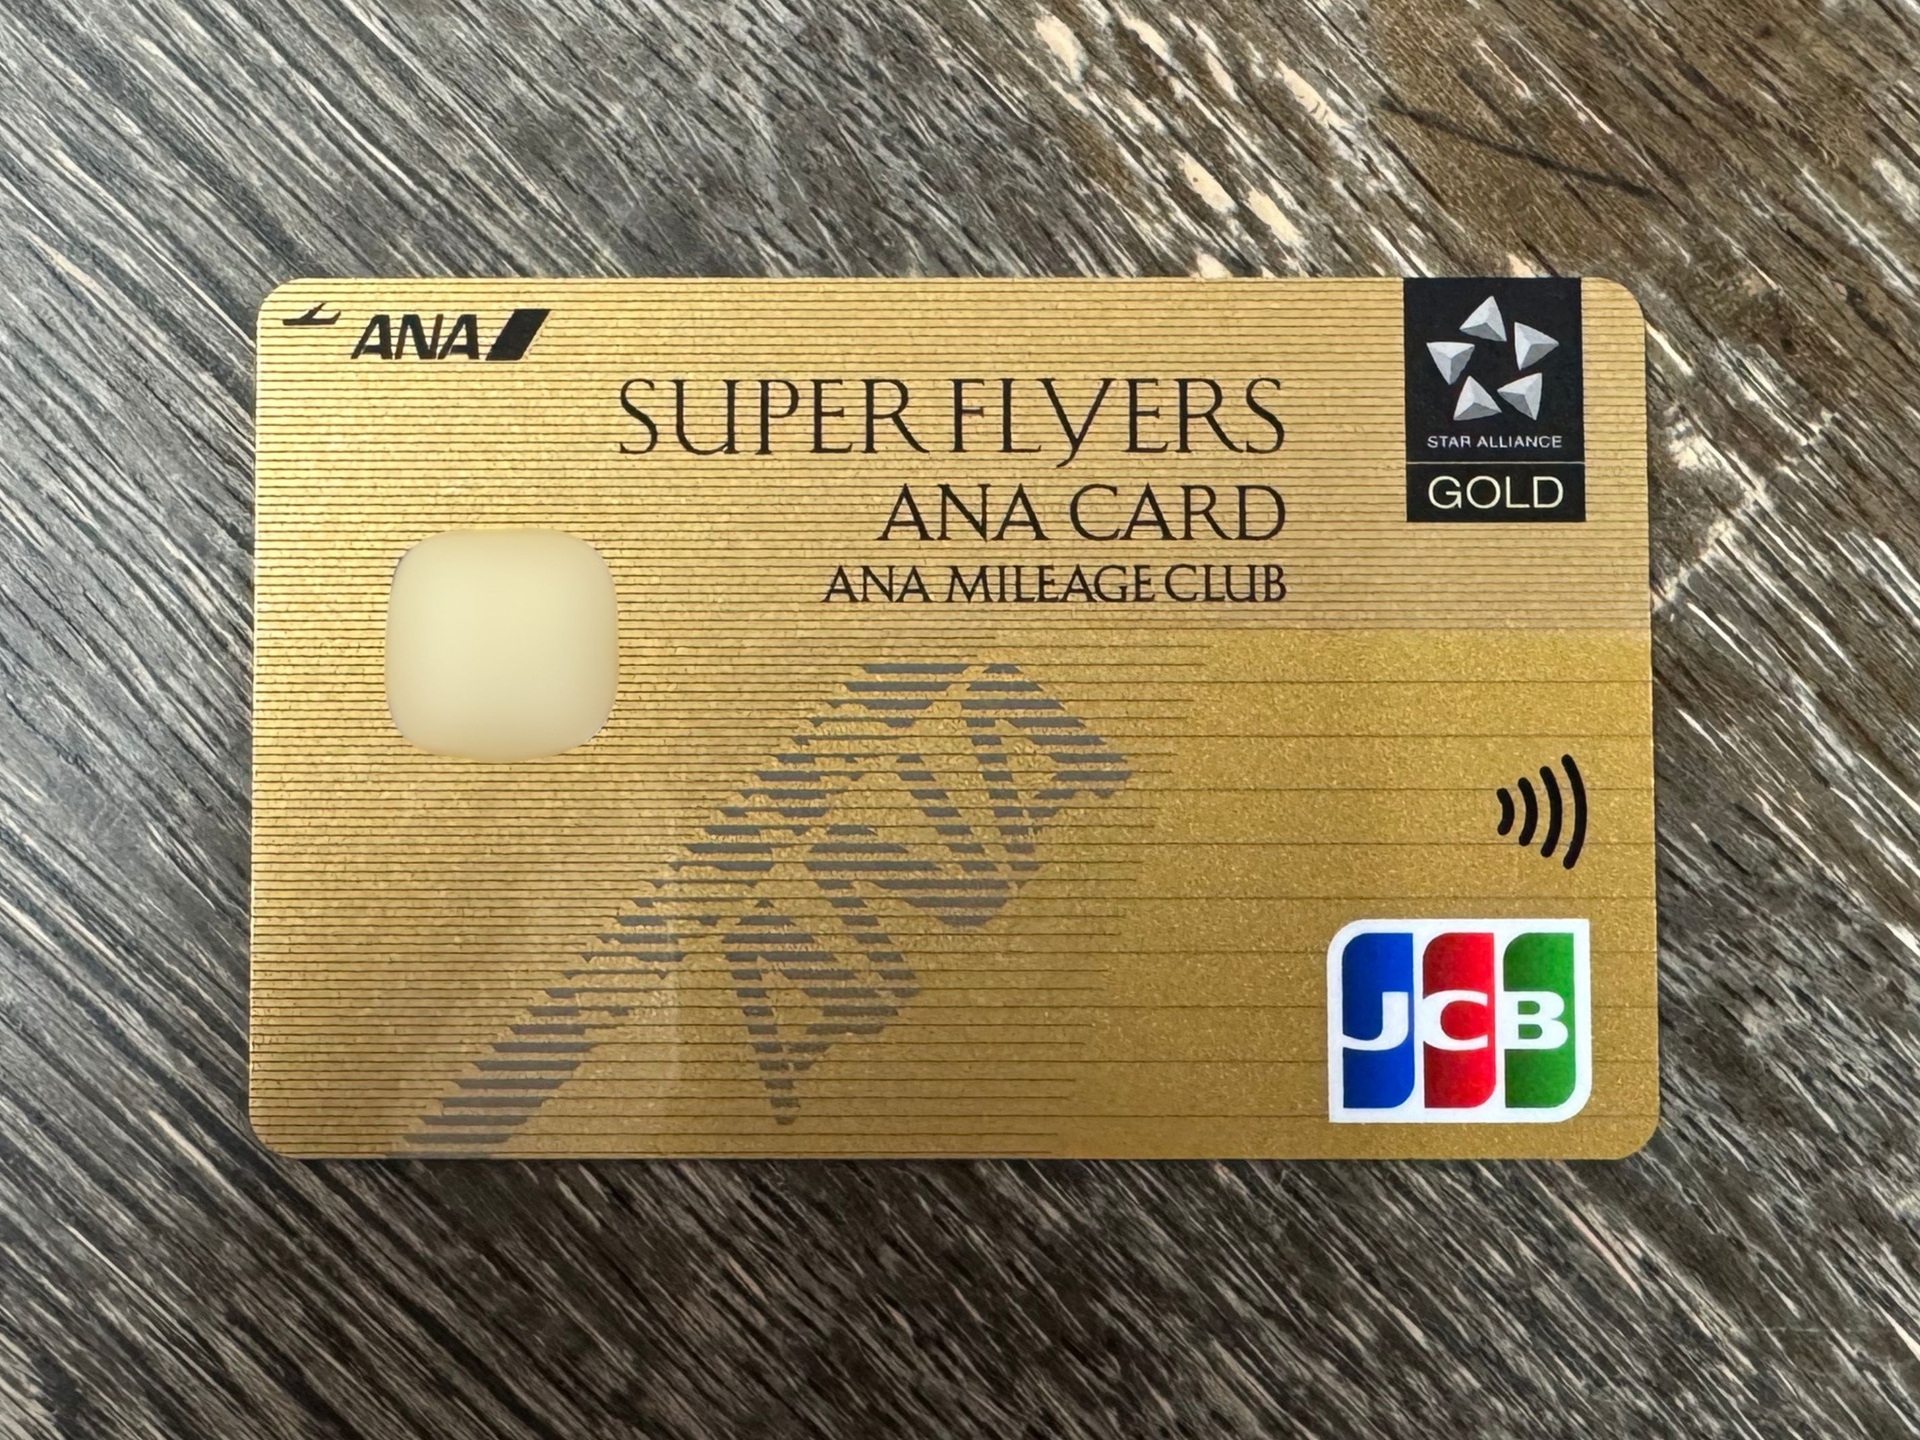 ANA
SUPER FLYERS
ANA CARD
ANA MILEAGE CLUB
STAR ALLIANCE
GOLD
JCB